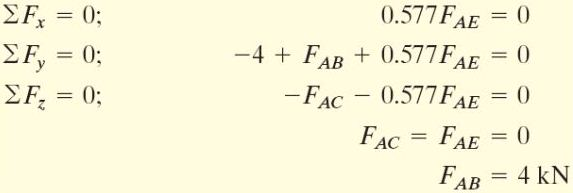 ΣFₓ = 0; 0.577F_AE = 0
ΣF_y = 0; −4 + F_AB + 0.577F_AE = 0
ΣF_z = 0; −F_AC − 0.577F_AE = 0
F_AC = F_AE = 0
F_AB = 4 kN